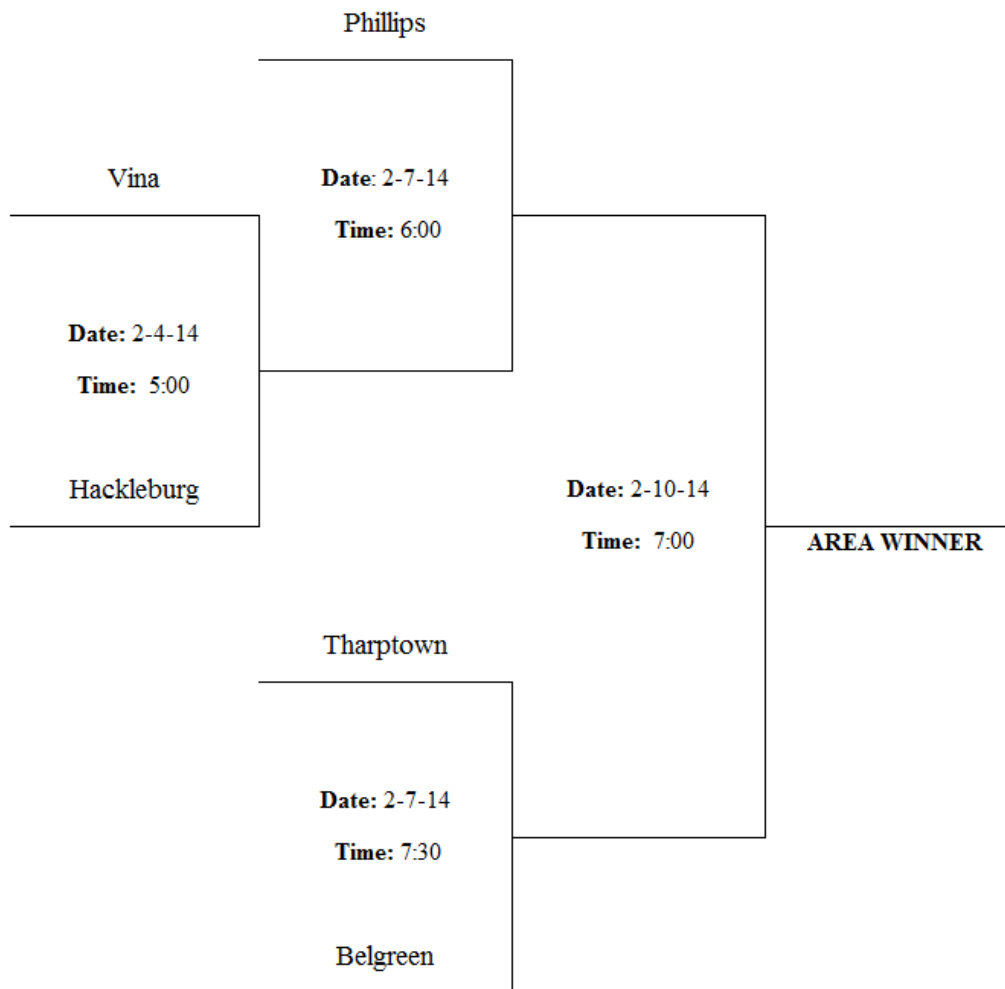 Phillips
Vina
Date: 2-7-14
Time: 6:00
Date: 2-4-14
Time: 5:00
Hackleburg
Date: 2-10-14
Time: 7:00
AREA WINNER
Tharptown
Date: 2-7-14
Time: 7:30
Belgreen